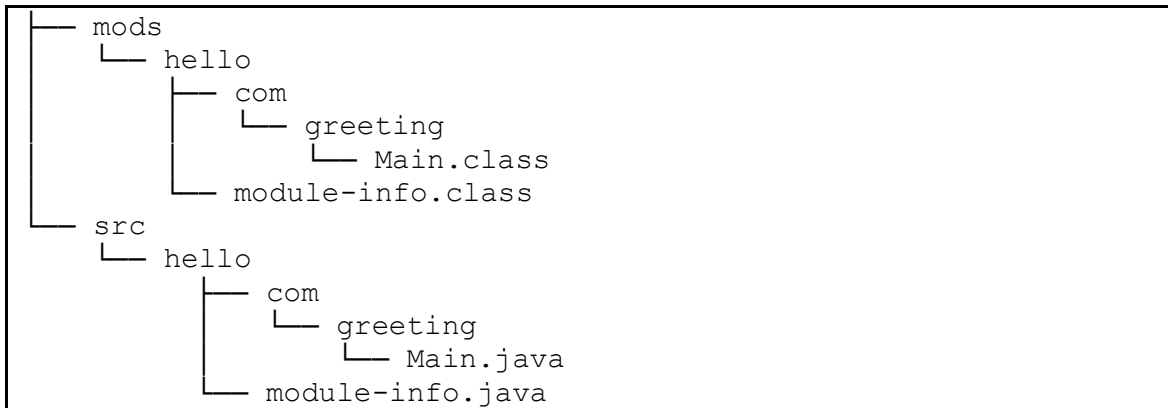 ├── mods
│   └── hello
│       ├── com
│       │   └── greeting
│       │       └── Main.class
│       └── module-info.class
└── src
    └── hello
        ├── com
        │   └── greeting
        │       └── Main.java
        └── module-info.java